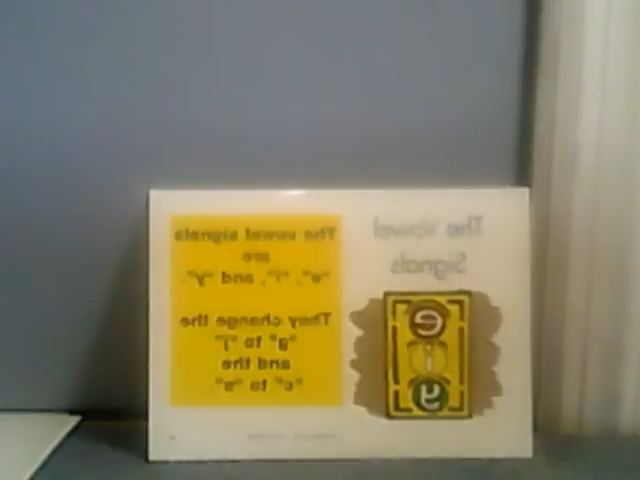 The Vowel
Signals
e
i
y
The vowel signals
are
"e", "i", and "y".
They change the
"g" to "j"
and the
"c" to "s".